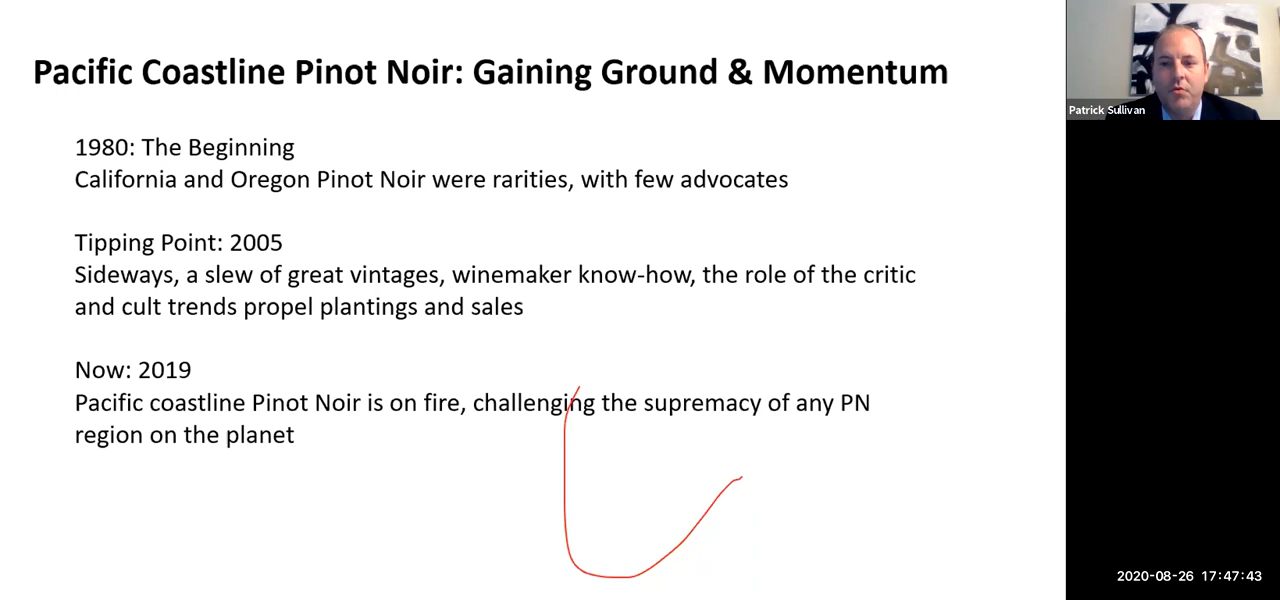 Pacific Coastline Pinot Noir: Gaining Ground & Momentum
1980: The Beginning
California and Oregon Pinot Noir were rarities, with few advocates
Tipping Point: 2005
Sideways, a slew of great vintages, winemaker know-how, the role of the critic
and cult trends propel plantings and sales
Now: 2019
Pacific coastline Pinot Noir is on fire, challenging the supremacy of any PN
region on the planet
Patrick Sullivan
2020-08-26 17:47:43